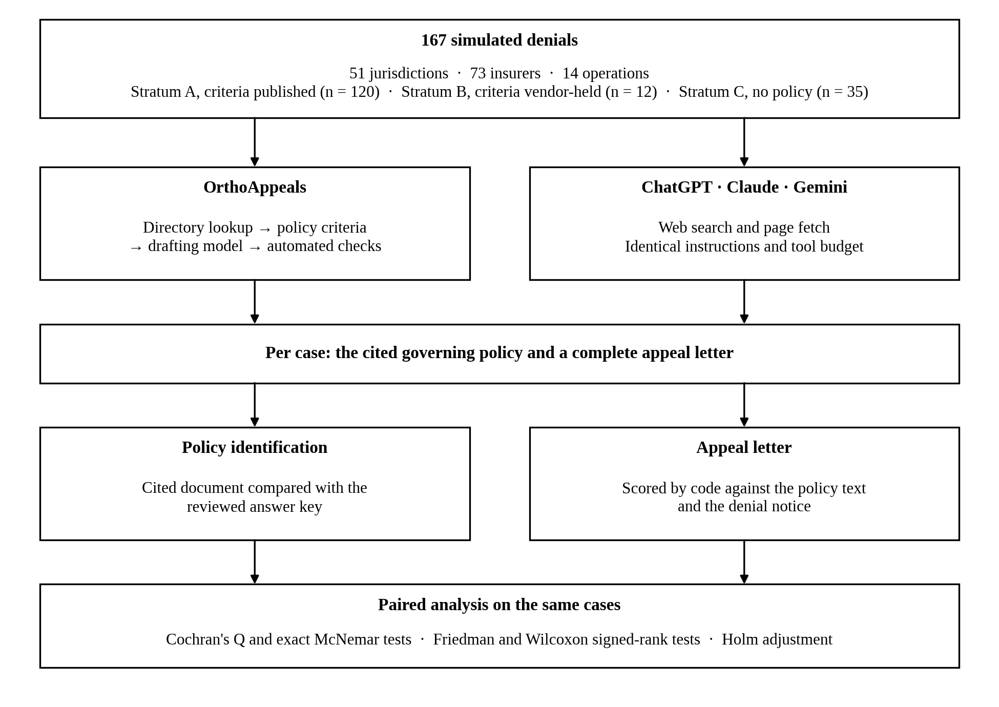 167 simulated denials
51 jurisdictions · 73 insurers · 14 operations
Stratum A, criteria published (n = 120) · Stratum B, criteria vendor-held (n = 12) · Stratum C, no policy (n = 35)
OrthoAppeals
Directory lookup → policy criteria
→ drafting model → automated checks
ChatGPT · Claude · Gemini
Web search and page fetch
Identical instructions and tool budget
Per case: the cited governing policy and a complete appeal letter
Policy identification
Cited document compared with the
reviewed answer key
Appeal letter
Scored by code against the policy text
and the denial notice
Paired analysis on the same cases
Cochran's Q and exact McNemar tests · Friedman and Wilcoxon signed-rank tests · Holm adjustment